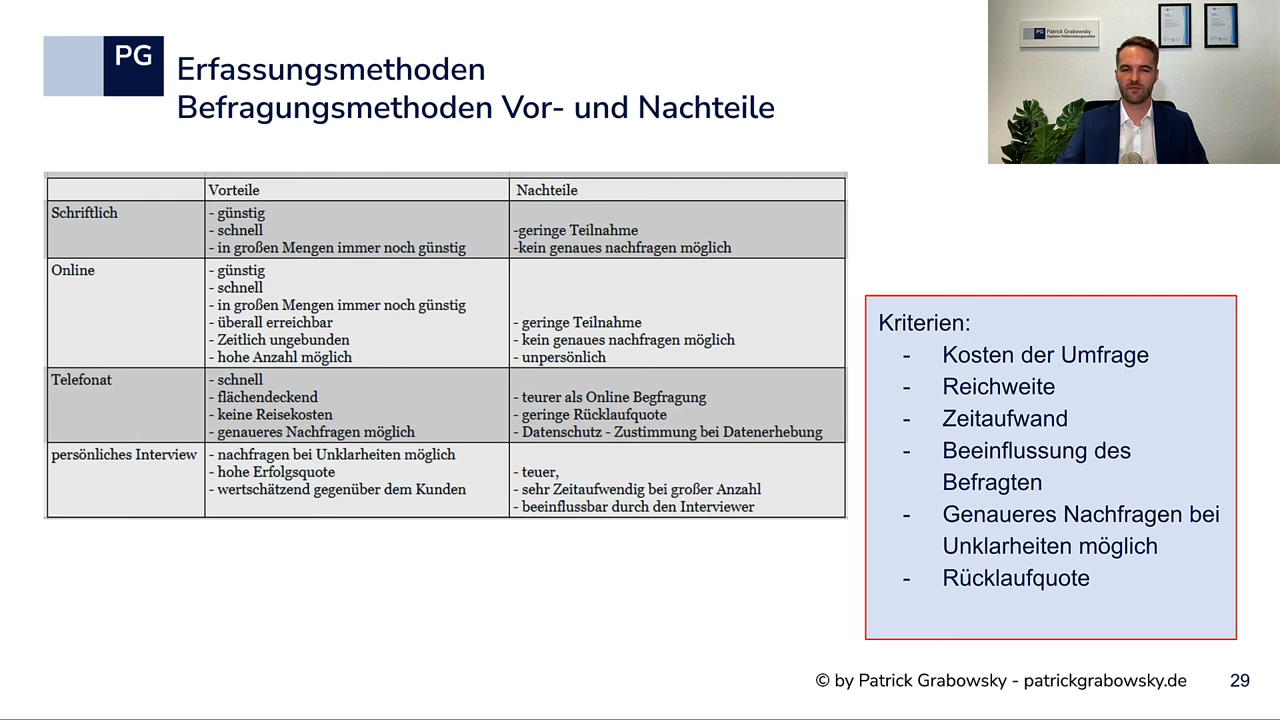 PG
Erfassungsmethoden
Befragungsmethoden Vor- und Nachteile
PG Patrick Grabowsky
Vorteile Nachteile
Schriftlich
- günstig
- schnell
- in großen Mengen immer noch günstig
-geringe Teilnahme
-kein genaues nachfragen möglich
Online
- günstig
- schnell
- in großen Mengen immer noch günstig
- überall erreichbar
- Zeitlich ungebunden
- hohe Anzahl möglich
- geringe Teilnahme
- kein genaues nachfragen möglich
- unpersönlich
Telefonat
- schnell
- flächendeckend
- keine Reisekosten
- genaueres Nachfragen möglich
- teurer als Online Begfragung
- geringe Rücklaufquote
- Datenschutz - Zustimmung bei Datenerhebung
persönliches Interview
- nachfragen bei Unklarheiten möglich
- hohe Erfolgsquote
- wertschätzend gegenüber dem Kunden
- teuer,
- sehr Zeitaufwendig bei großer Anzahl
- beeinflussbar durch den Interviewer
Kriterien:
- Kosten der Umfrage
- Reichweite
- Zeitaufwand
- Beeinflussung des
Befragten
- Genaueres Nachfragen bei
Unklarheiten möglich
- Rücklaufquote
© by Patrick Grabowsky - patrickgrabowsky.de 29